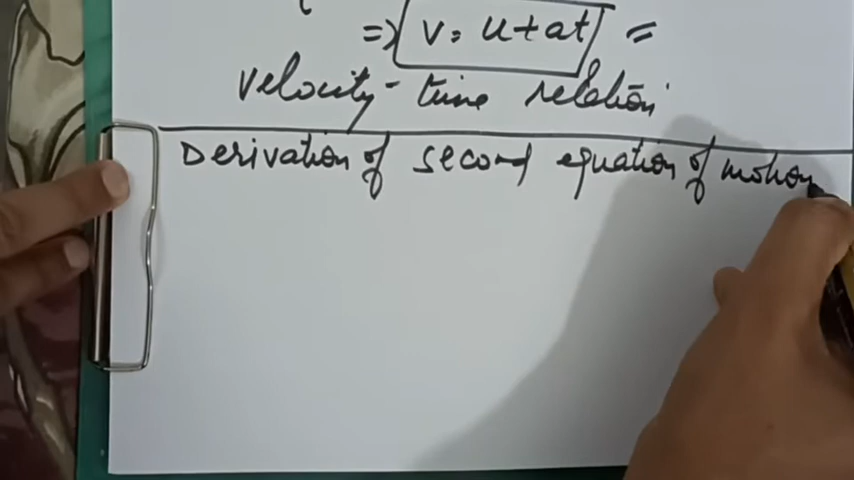 => v = u + at =
velocity - time relation
Derivation of second equation of motion